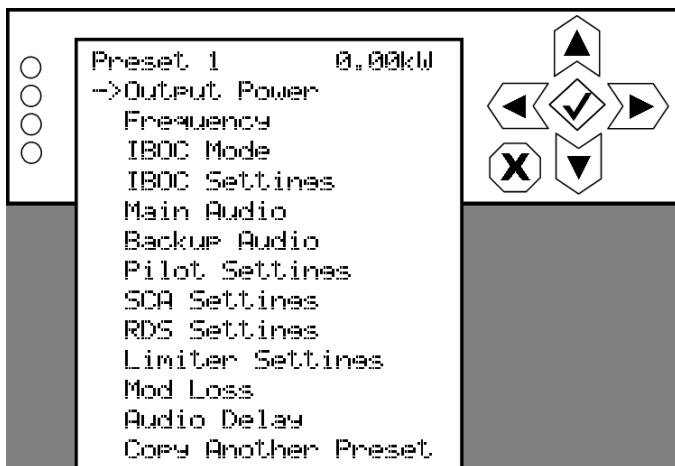 Preset 1 0.00kW
->Output Power
Frequency
IBOC Mode
IBOC Settings
Main Audio
Backup Audio
Pilot Settings
SCA Settings
RDS Settings
Limiter Settings
Mod Loss
Audio Delay
Copy Another Preset
X